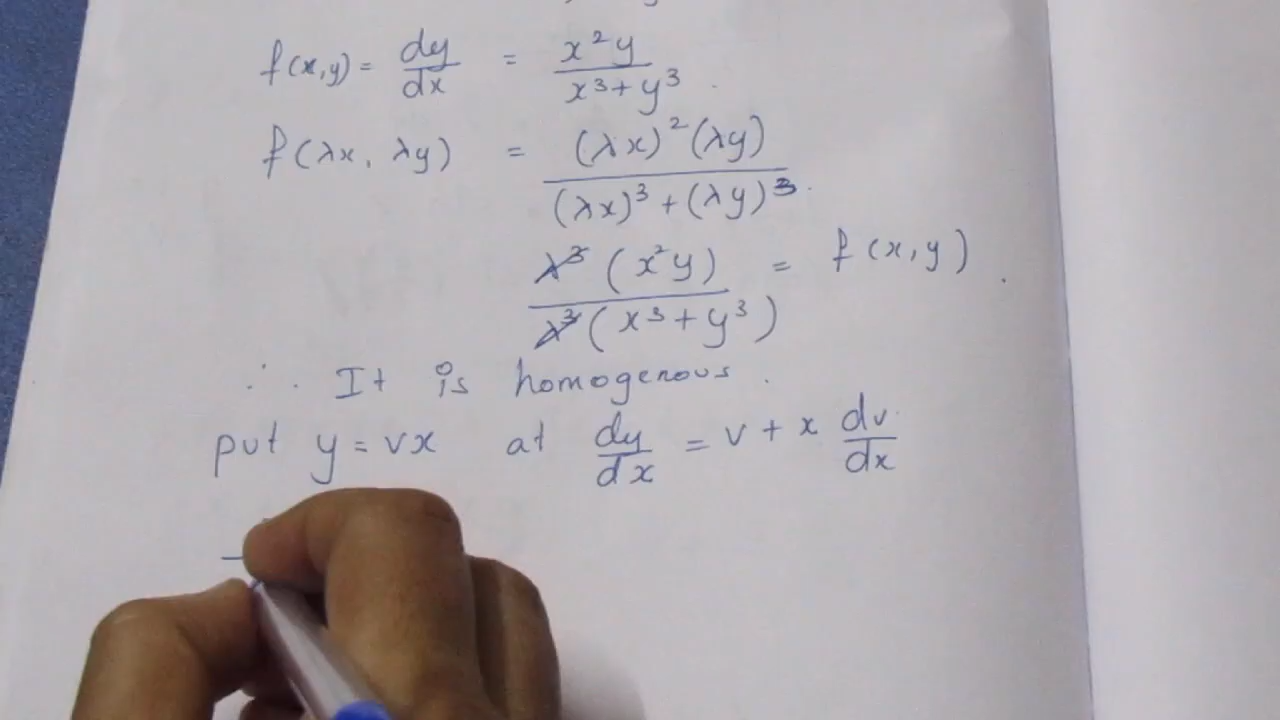 f(x,y) = dy/dx = x²y / x³+y³
f(λx, λy) = (λx)²(λy) / (λx)³+(λy)³
λ³(x²y) / λ³(x³+y³) = f(x,y)
∴ It is homogenous.
put y=vx at dy/dx = v + x dv/dx